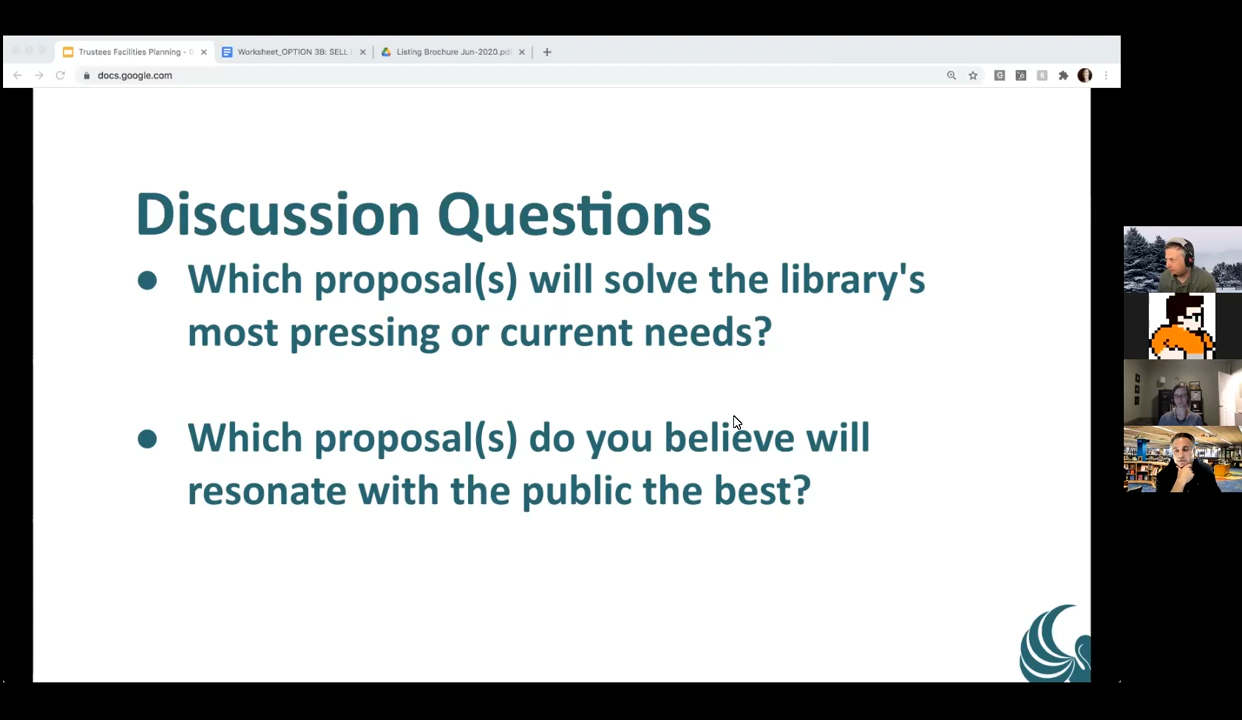 Trustees Facilities Planning - 
Worksheet_OPTION 3B: SELL
Listing Brochure Jun-2020.pd
docs.google.com
Discussion Questions
● Which proposal(s) will solve the library's
most pressing or current needs?
● Which proposal(s) do you believe will
resonate with the public the best?